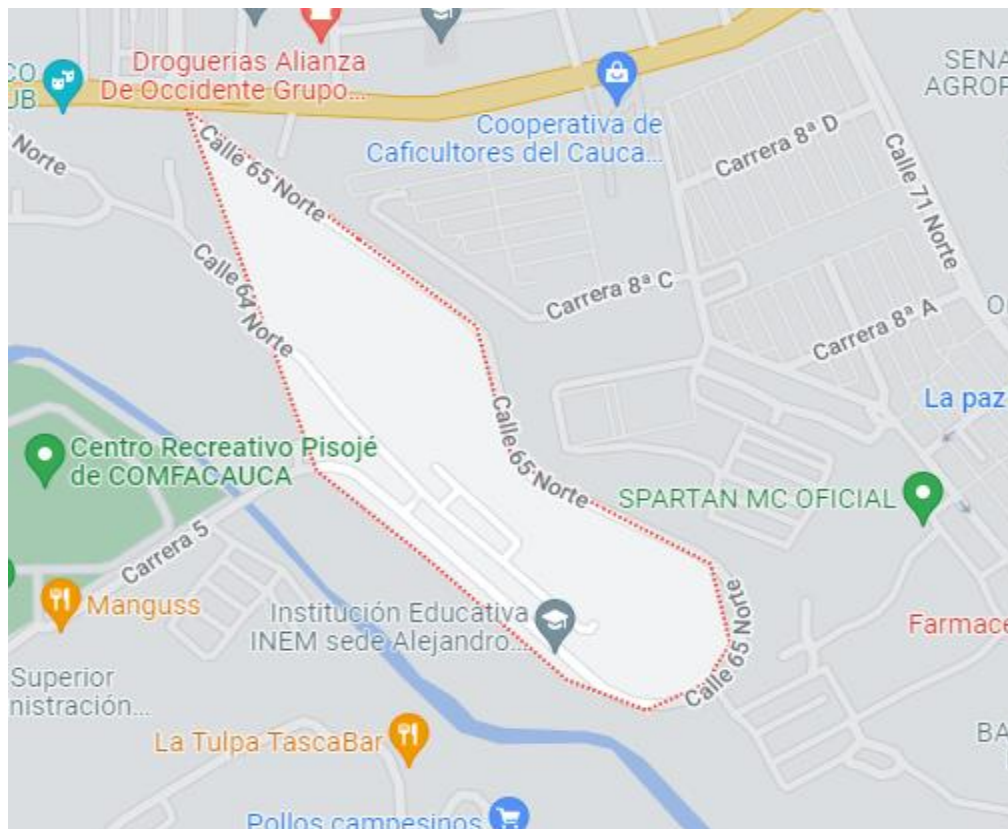 Droguerias Alianza
De Occidente Grupo...
CO
UB
SENA
AGROP
Cooperativa de
Caficultores del Cauca...
Norte
Calle 65 Norte
Carrera 8ª D
Calle 71 Norte
Calle 64 Norte
Carrera 8ª C
Carrera 8ª A
O
La paz
Calle 65 Norte
Centro Recreativo Pisojé
de COMFACAUCA
SPARTAN MC OFICIAL
Carrera 5
Manguss
Institución Educativa
INEM sede Alejandro...
Calle 65 Norte
Farmace
Superior
nistración...
La Tulpa TascaBar
BA
Pollos campesinos